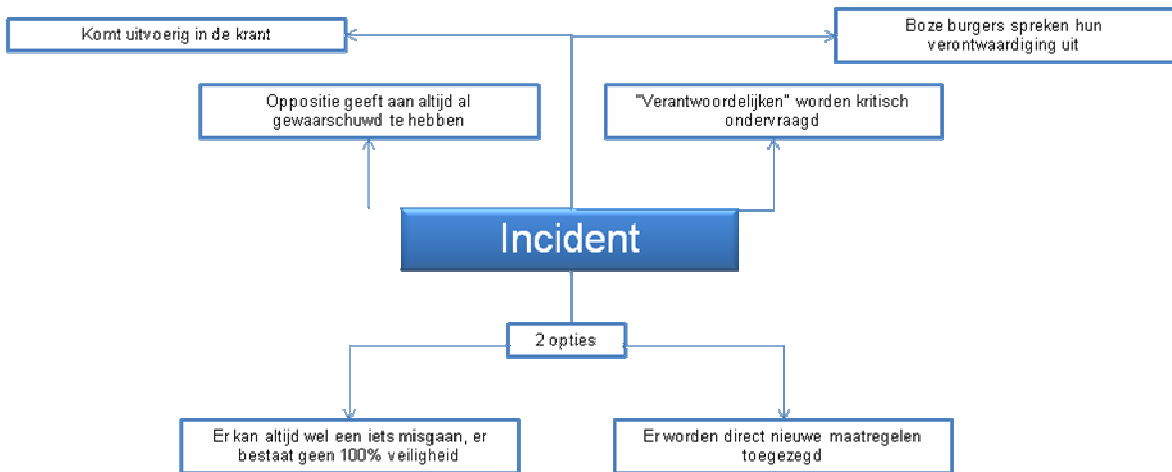 Komt uitvoerig in de krant
Boze burgers spreken hun
verontwaardiging uit
Oppositie geeft aan altijd al
gewaarschuwd te hebben
"Verantwoordelijken" worden kritisch
ondervraagd
Incident
2 opties
Er kan altijd wel een iets misgaan, er
bestaat geen 100% veiligheid
Er worden direct nieuwe maatregelen
toegezegd